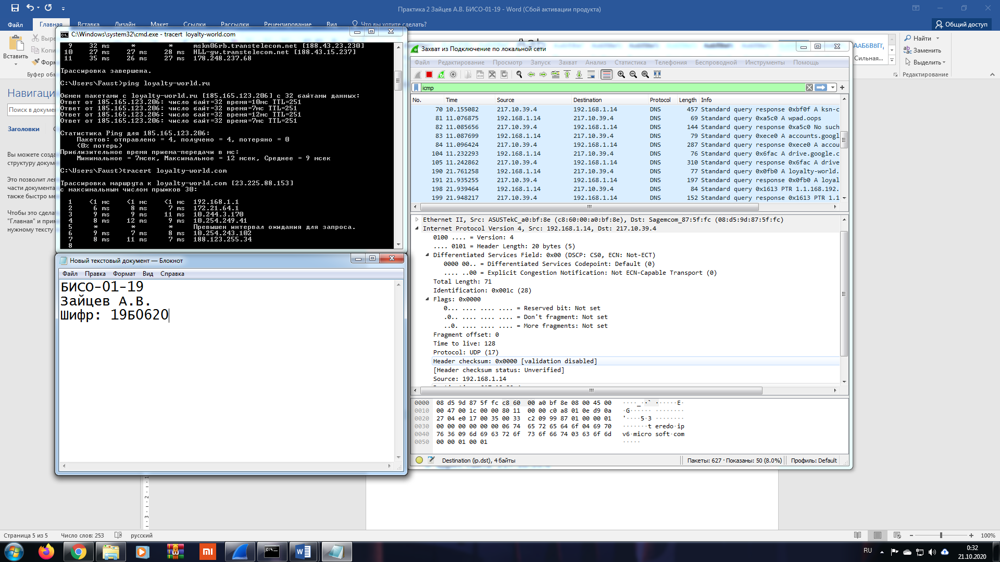 Практика 2 Зайцев А.В. БИСО-01-19 - Word (Сбой активации продукта)
Файл Главная Вставка Дизайн Макет Ссылки Рассылки Рецензирование Вид Что вы хотите сделать? Общий доступ
Вставить
Буфер
Найти
Заменить
Выделить
Редактирование
ААБбВвГг,
Сильная...
Поиск в
Заголовки
Вы можете
структуру
Это позволит
части документа
также быстро
"Главная" и
нужному тексту
C:\Windows\system32\cmd.exe - tracert loyalty-world.com
9 32 ms * * mskn06rb.transtelecom.net [188.43.23.230]
10 27 ms 27 ms 28 ms HLL-gw.transtelecom.net [188.43.15.237]
11 35 ms 26 ms 27 ms 178.248.237.68
Трассировка завершена.
C:\Users\Faust>ping loyalty-world.ru
Обмен пакетами с loyalty-world.ru [185.165.123.206] с 32 байтами данных:
Ответ от 185.165.123.206: число байт=32 время=10мс TTL=251
Ответ от 185.165.123.206: число байт=32 время=7мс TTL=251
Ответ от 185.165.123.206: число байт=32 время=12мс TTL=251
Ответ от 185.165.123.206: число байт=32 время=7мс TTL=251
Статистика Ping для 185.165.123.206:
Пакетов: отправлено = 4, получено = 4, потеряно = 0
(0% потерь)
Приблизительное время приема-передачи в мс:
Минимальное = 7мсек, Максимальное = 12 мсек, Среднее = 9 мсек
C:\Users\Faust>tracert loyalty-world.com
Трассировка маршрута к loyalty-world.com [23.225.88.153]
с максимальным числом прыжков 30:
1 <1 мс <1 мс <1 мс 192.168.1.1
2 6 ms 8 ms 7 ms 172.21.64.1
3 9 ms 9 ms 11 ms 10.244.3.170
4 8 ms 12 ms 9 ms 10.254.249.41
5 * * * Превышен интервал ожидания для запроса.
6 9 ms 7 ms 8 ms 10.254.243.102
7 8 ms 11 ms 7 ms 188.123.255.34
8
Новый текстовый документ — Блокнот
Файл Правка Формат Вид Справка
БИСО-01-19
Зайцев А.В.
Шифр: 19Б0620
Захват из Подключение по локальной сети
Файл Редактирование Просмотр Запуск Захват Анализ Статистика Телефония Беспроводной Инструменты Помощь
icmp
No. Time Source Destination Protocol Length Info
70 10.155082 217.10.39.4 192.168.1.14 DNS 457 Standard query response 0xbf0f A ksn-c
81 11.076875 192.168.1.14 217.10.39.4 DNS 69 Standard query 0xa5c0 A wpad.oops
82 11.085656 217.10.39.4 192.168.1.14 DNS 144 Standard query response 0xa5c0 No such
83 11.087699 192.168.1.14 217.10.39.4 DNS 79 Standard query 0xece0 A accounts.googl
84 11.096424 217.10.39.4 192.168.1.14 DNS 287 Standard query response 0xece0 A accou
104 11.232293 192.168.1.14 217.10.39.4 DNS 76 Standard query 0x6fac A drive.google.c
105 11.242862 217.10.39.4 192.168.1.14 DNS 310 Standard query response 0x6fac A drive
190 21.761258 192.168.1.14 217.10.39.4 DNS 77 Standard query 0x0fb0 A loyalty-world.
191 21.935255 217.10.39.4 192.168.1.14 DNS 197 Standard query response 0x0fb0 A loyal
198 21.939464 192.168.1.14 217.10.39.4 DNS 84 Standard query 0x1613 PTR 1.1.168.192.
199 21.948217 217.10.39.4 192.168.1.14 DNS 152 Standard query response 0x1613 PTR 1.1
Ethernet II, Src: ASUSTekC_a0:bf:8e (c8:60:00:a0:bf:8e), Dst: Sagemcom_87:5f:fc (08:d5:9d:87:5f:fc)
Internet Protocol Version 4, Src: 192.168.1.14, Dst: 217.10.39.4
0100 .... = Version: 4
.... 0101 = Header Length: 20 bytes (5)
Differentiated Services Field: 0x00 (DSCP: CS0, ECN: Not-ECT)
0000 00.. = Differentiated Services Codepoint: Default (0)
.... ..00 = Explicit Congestion Notification: Not ECN-Capable Transport (0)
Total Length: 71
Identification: 0x001c (28)
Flags: 0x0000
0... .... .... .... = Reserved bit: Not set
.0.. .... .... .... = Don't fragment: Not set
..0. .... .... .... = More fragments: Not set
Fragment offset: 0
Time to live: 128
Protocol: UDP (17)
Header checksum: 0x0000 [validation disabled]
[Header checksum status: Unverified]
Source: 192.168.1.14
0000 08 d5 9d 87 5f fc c8 60 00 a0 bf 8e 08 00 45 00 ····_··` ······E·
0010 00 47 00 1c 00 00 80 11 00 00 c0 a8 01 0e d9 0a ·G······ ········
0020 27 04 e0 17 00 35 00 33 c2 09 99 87 01 00 00 01 '····5·3 ········
0030 00 00 00 00 00 00 06 74 65 72 65 64 6f 04 69 70 ·······t eredo·ip
0040 76 36 09 6d 69 63 72 6f 73 6f 66 74 03 63 6f 6d v6·micro soft·com
0050 00 00 01 00 01 ·····
Destination (ip.dst), 4 байты Пакеты: 627 · Показаны: 50 (8.0%) Профиль: Default
Страница 5 из 5 Число слов: 253 русский 100%
RU 0:32
21.10.2020